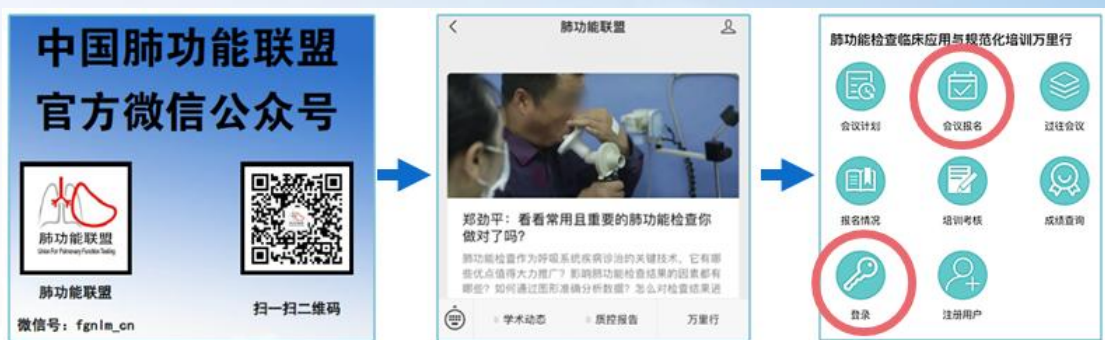 中国肺功能联盟
官方微信公众号
肺功能联盟
Union For Pulmonary Function Testing
肺功能联盟
扫一扫二维码
微信号：fgnlm_cn
肺功能联盟
郑劲平：看看常用且重要的肺功能检查你
做对了吗？
肺功能检查作为呼吸系统疾病诊治的关键技术，它有哪
些优点值得大力推广？影响肺功能检查结果的因素都有
哪些？如何通过图形准确分析数据？怎么对检查结果进
学术动态
质控报告
万里行
肺功能检查临床应用与规范化培训万里行
会议计划
会议报名
过往会议
报名情况
培训考核
成绩查询
登录
注册用户